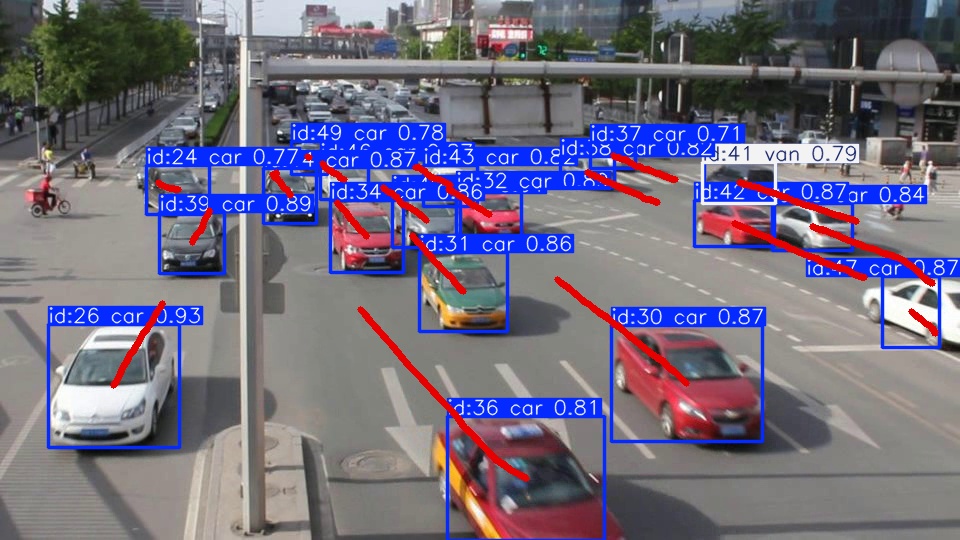 id:49 car 0.78
id:37 car 0.71
id:41 van 0.79
id:24 car 0.77
car 0.87
id:43 car 0.82
id:32 car
id:34 car 0.86
id:39 car 0.89
id:42 car 0.87
car 0.84
id:31 car 0.86
id:47 car 0.87
id:26 car 0.93
id:30 car 0.87
id:36 car 0.81